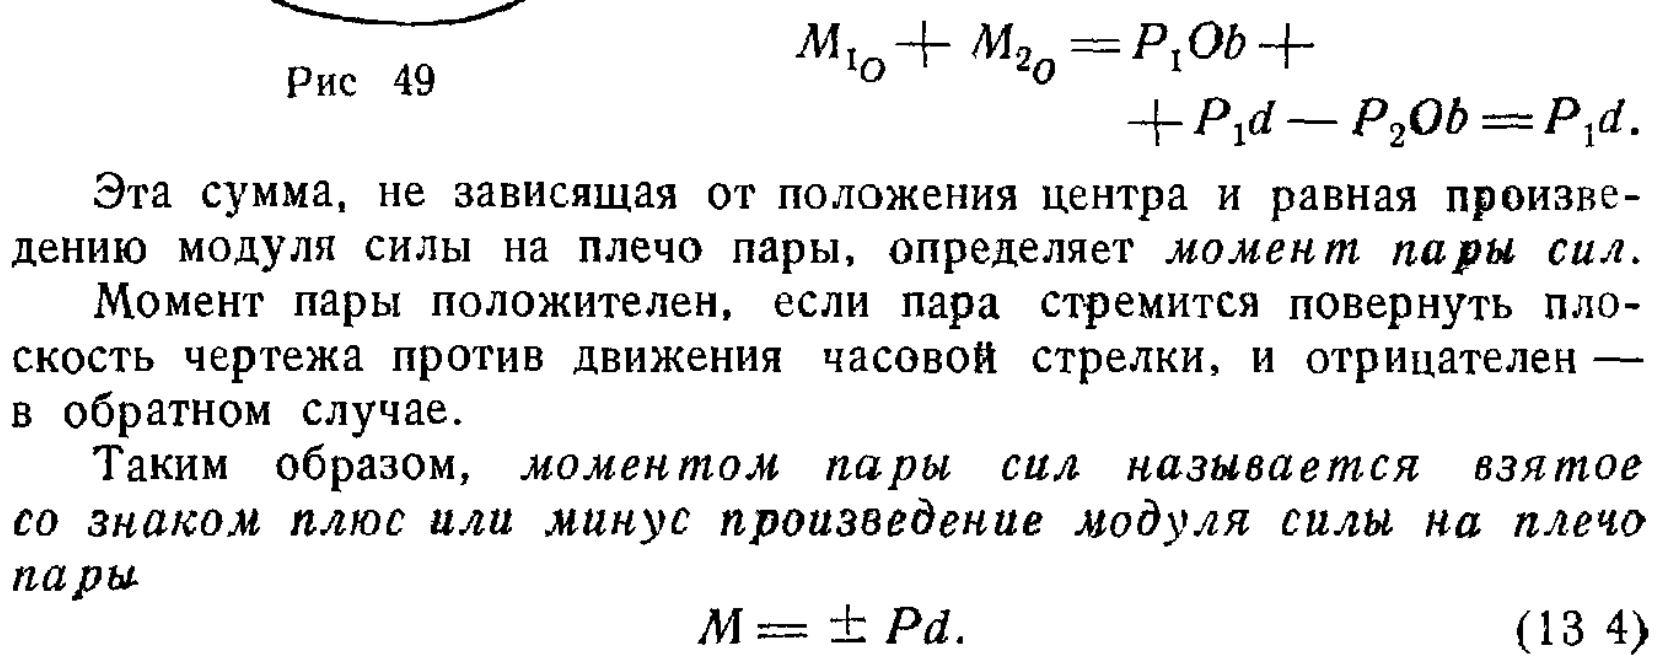 Рис 49
M₁O + M₂O = P₁Ob +
+ P₁d — P₂Ob = P₁d.
Эта сумма, не зависящая от положения центра и равная произве-
дению модуля силы на плечо пары, определяет момент пары сил.
Момент пары положителен, если пара стремится повернуть пло-
скость чертежа против движения часовой стрелки, и отрицателен —
в обратном случае.
Таким образом, моментом пары сил называется взятое
со знаком плюс или минус произведение модуля силы на плечо
пары
M = ± Pd. (13 4)